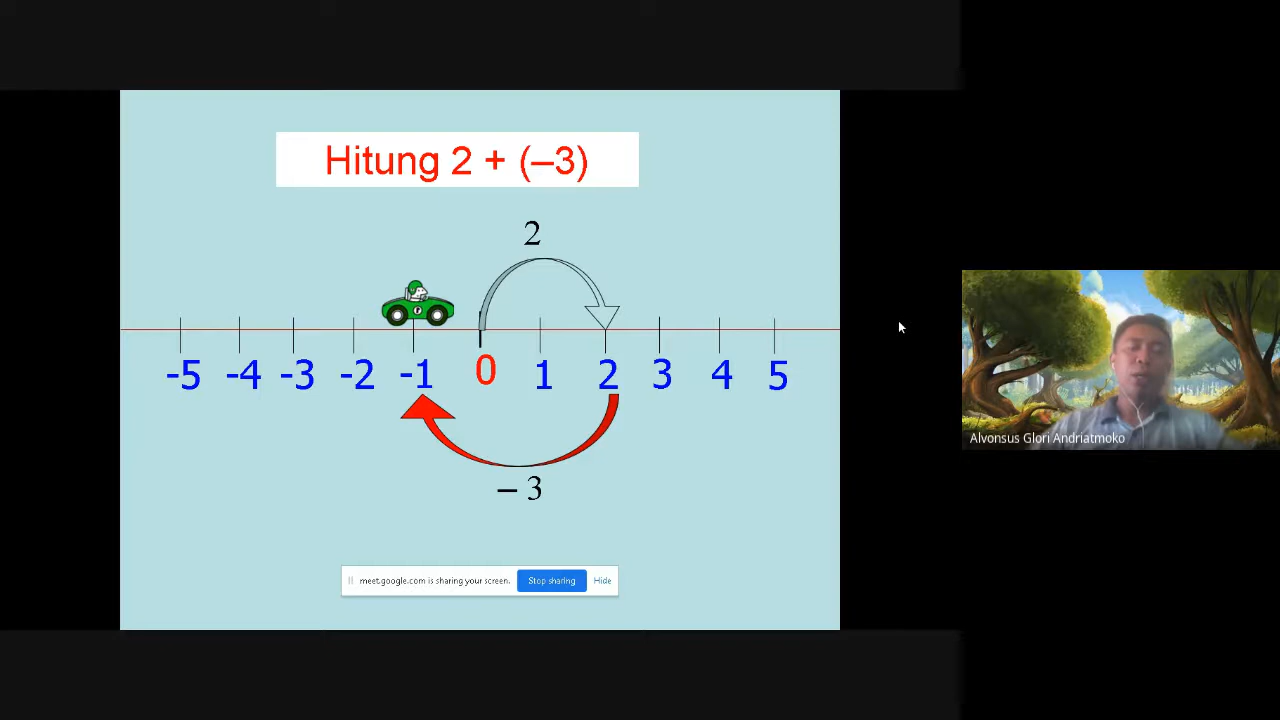 Hitung 2 + (–3)
2
-5 -4 -3 -2 -1 0 1 2 3 4 5
– 3
meet.google.com is sharing your screen. Stop sharing Hide
Alvonsus Glori Andriatmoko